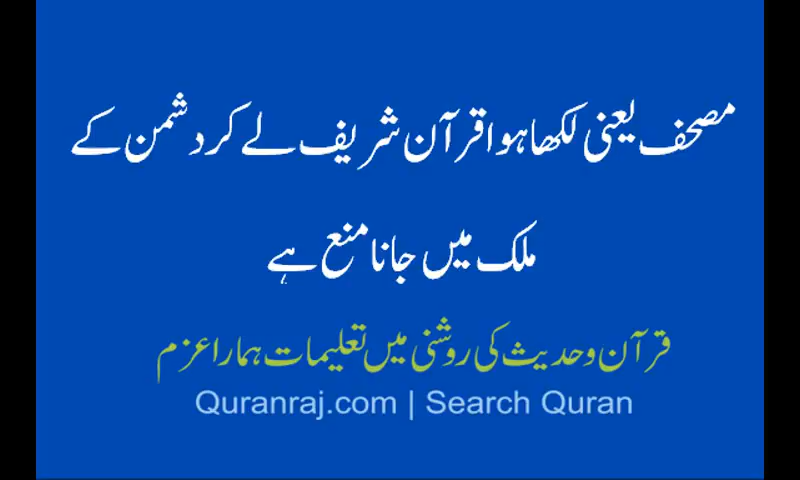 مصحف یعنی لکھا ہوا قرآن شریف لے کر دشمن کے
ملک میں جانا منع ہے
قرآن و حدیث کی روشنی میں تعلیمات ہمارا عزم
Quranraj.com | Search Quran